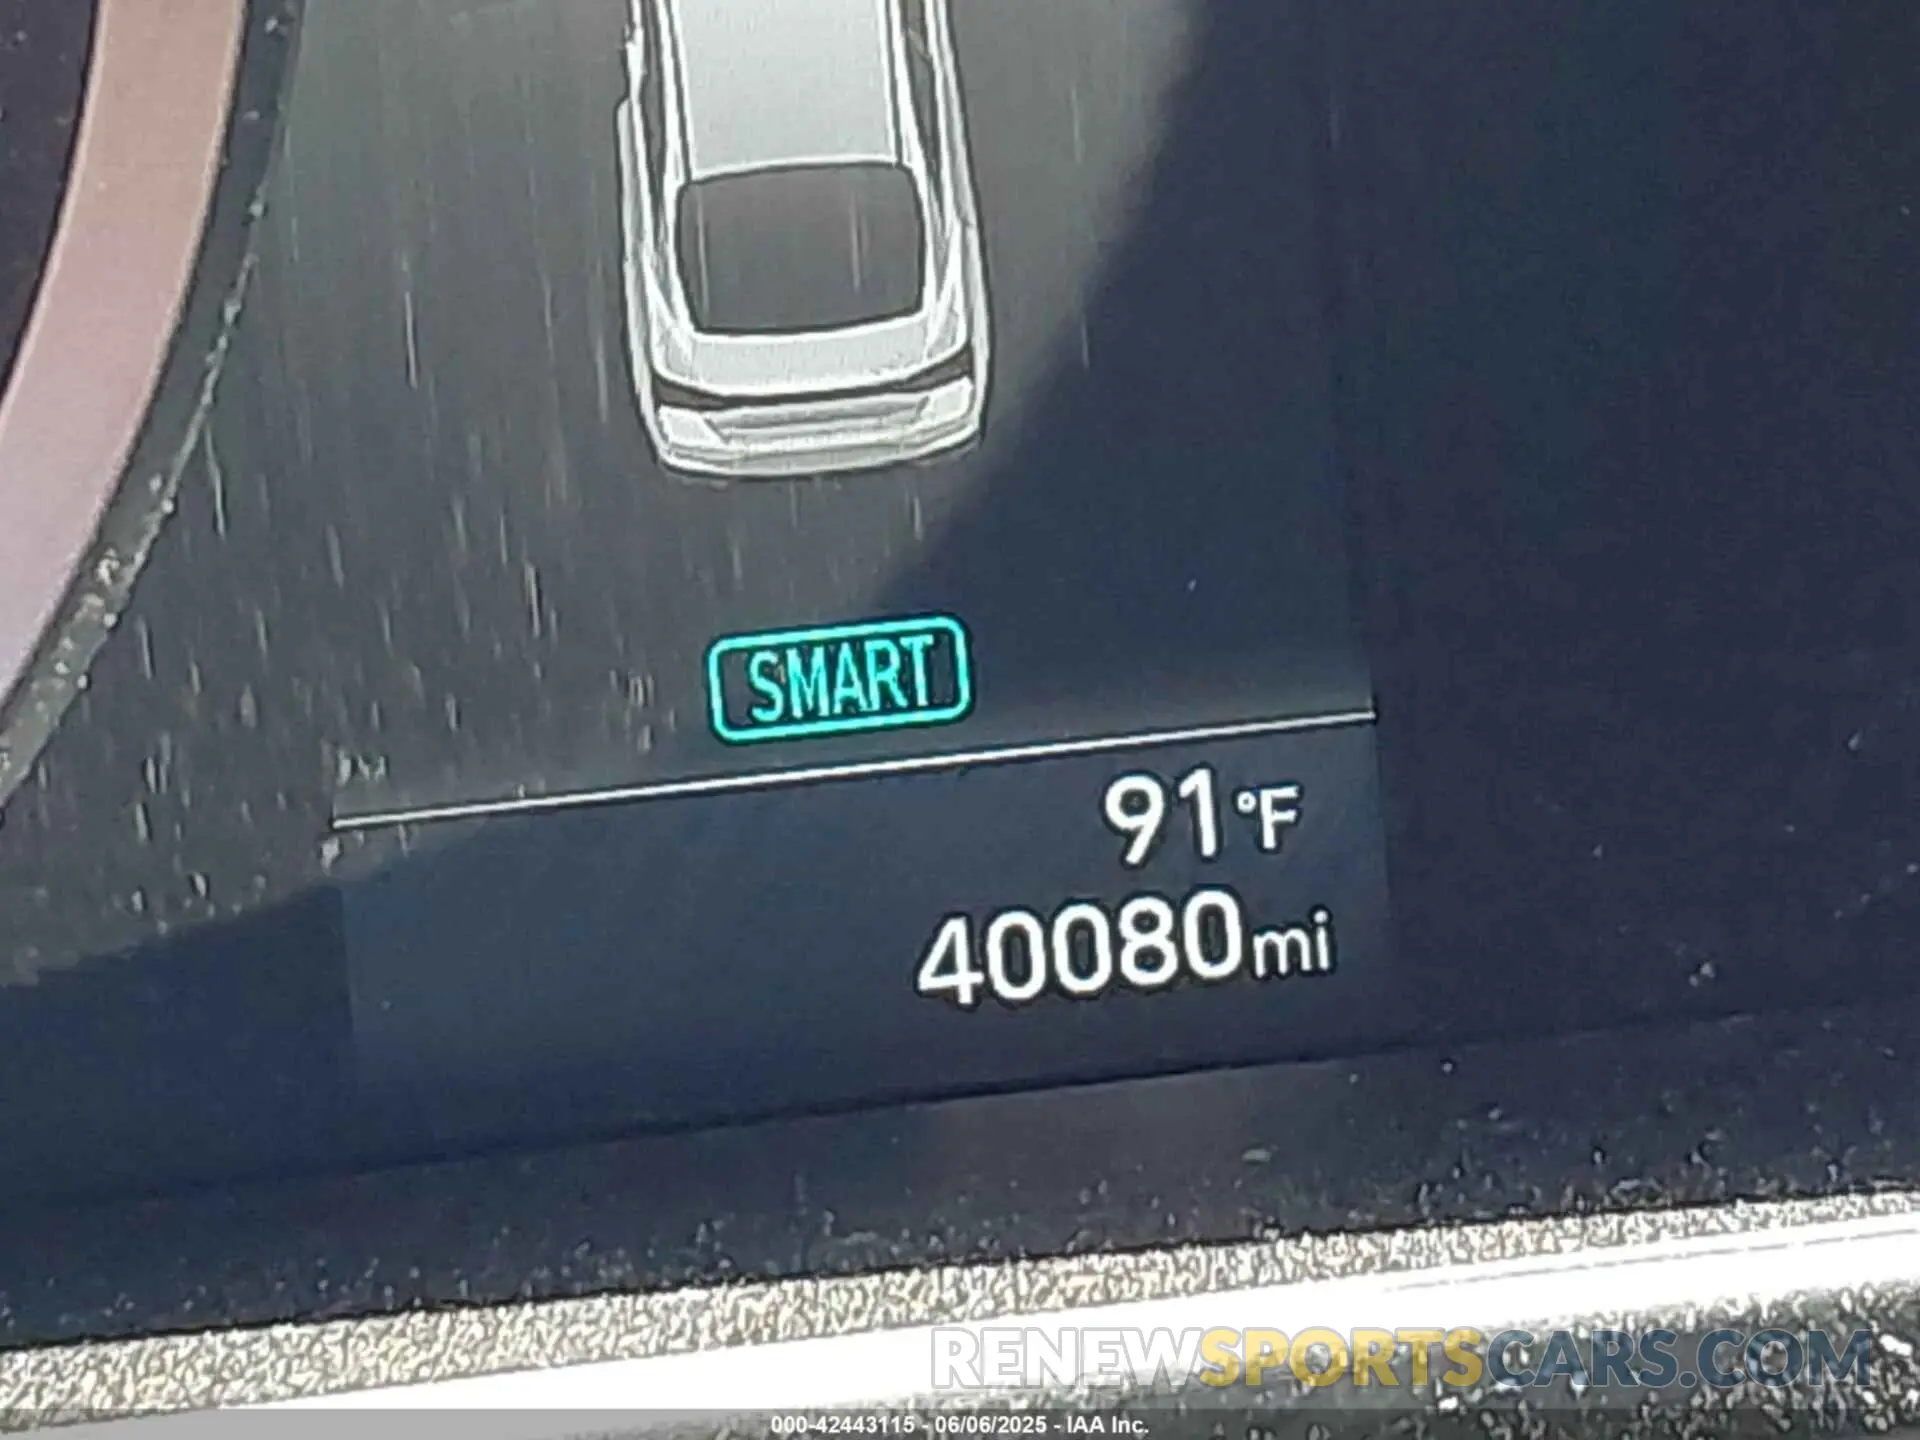 SMART
91°F
40080mi
RENEWSPORTSCARS.COM
000-42443115 - 06/06/2025 - IAA Inc.